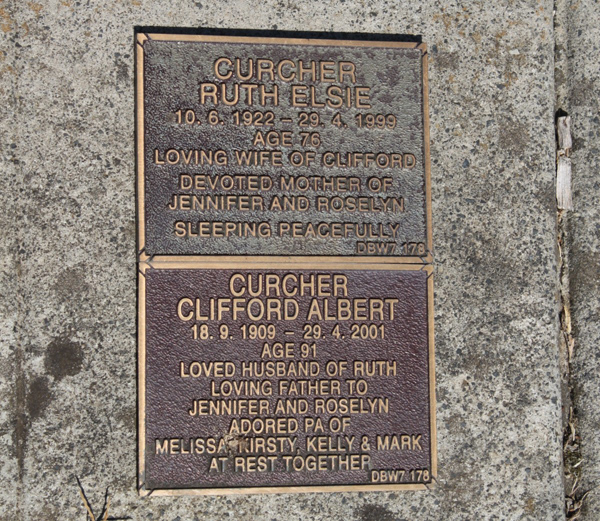 CURCHER
RUTH ELSIE
10. 6. 1922 – 29. 4. 1999
AGE 76
LOVING WIFE OF CLIFFORD
DEVOTED MOTHER OF
JENNIFER AND ROSELYN
SLEEPING PEACEFULLY
DBW7 178
CURCHER
CLIFFORD ALBERT
18. 9. 1909 – 29. 4. 2001
AGE 91
LOVED HUSBAND OF RUTH
LOVING FATHER TO
JENNIFER AND ROSELYN
ADORED PA OF
MELISSA, KIRSTY, KELLY & MARK
AT REST TOGETHER
DBW7 178